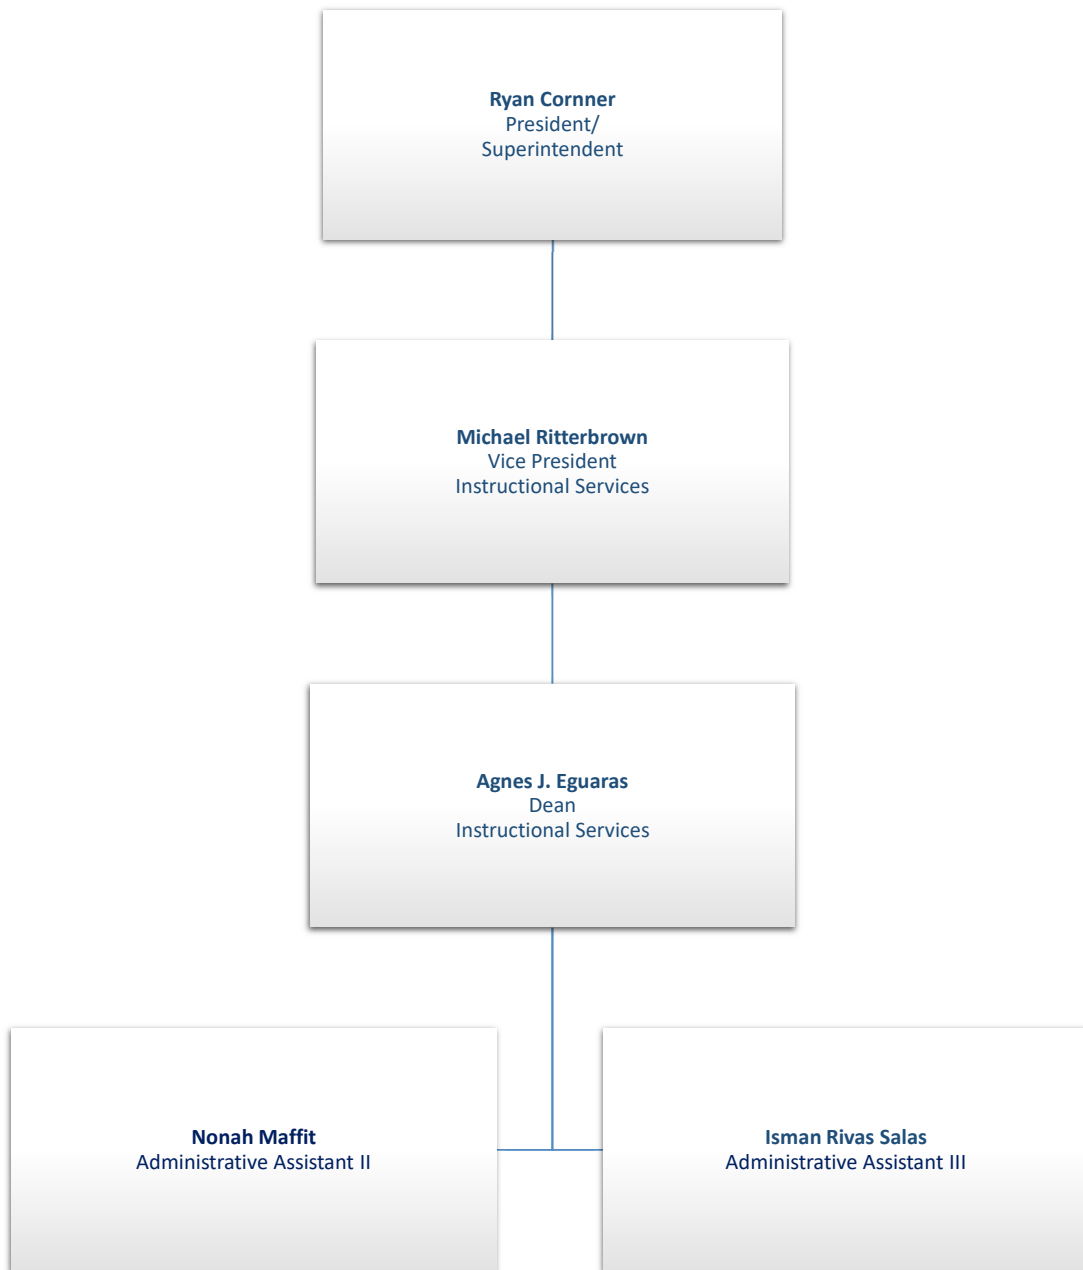 Ryan Cornner
President/
Superintendent
Michael Ritterbrown
Vice President
Instructional Services
Agnes J. Eguaras
Dean
Instructional Services
Nonah Maffit
Administrative Assistant II
Isman Rivas Salas
Administrative Assistant III